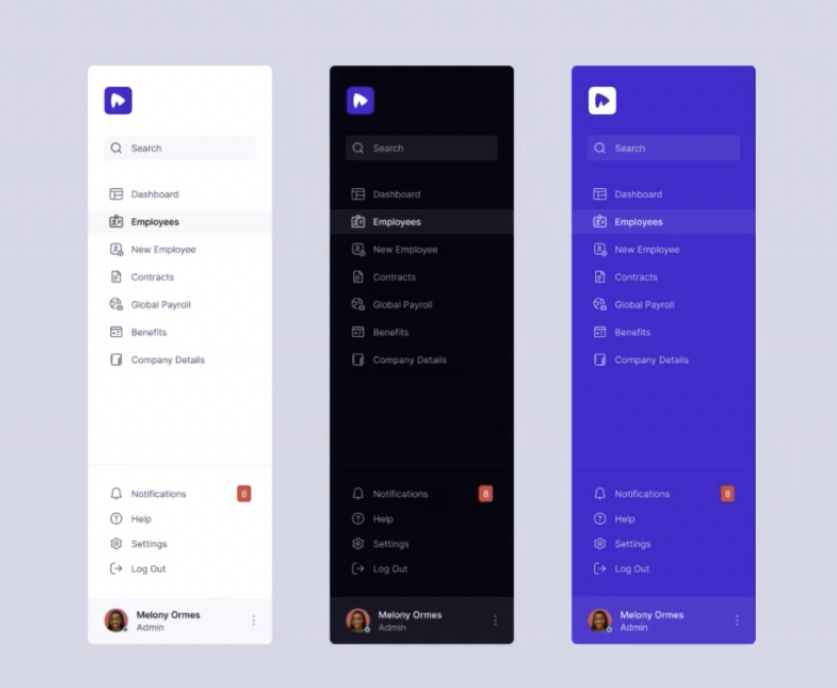 Search
Dashboard
Employees
New Employee
Contracts
Global Payroll
Benefits
Company Details
Notifications 8
Help
Settings
Log Out
Melony Ormes
Admin
Search
Dashboard
Employees
New Employee
Contracts
Global Payroll
Benefits
Company Details
Notifications 8
Help
Settings
Log Out
Melony Ormes
Admin
Search
Dashboard
Employees
New Employee
Contracts
Global Payroll
Benefits
Company Details
Notifications 8
Help
Settings
Log Out
Melony Ormes
Admin